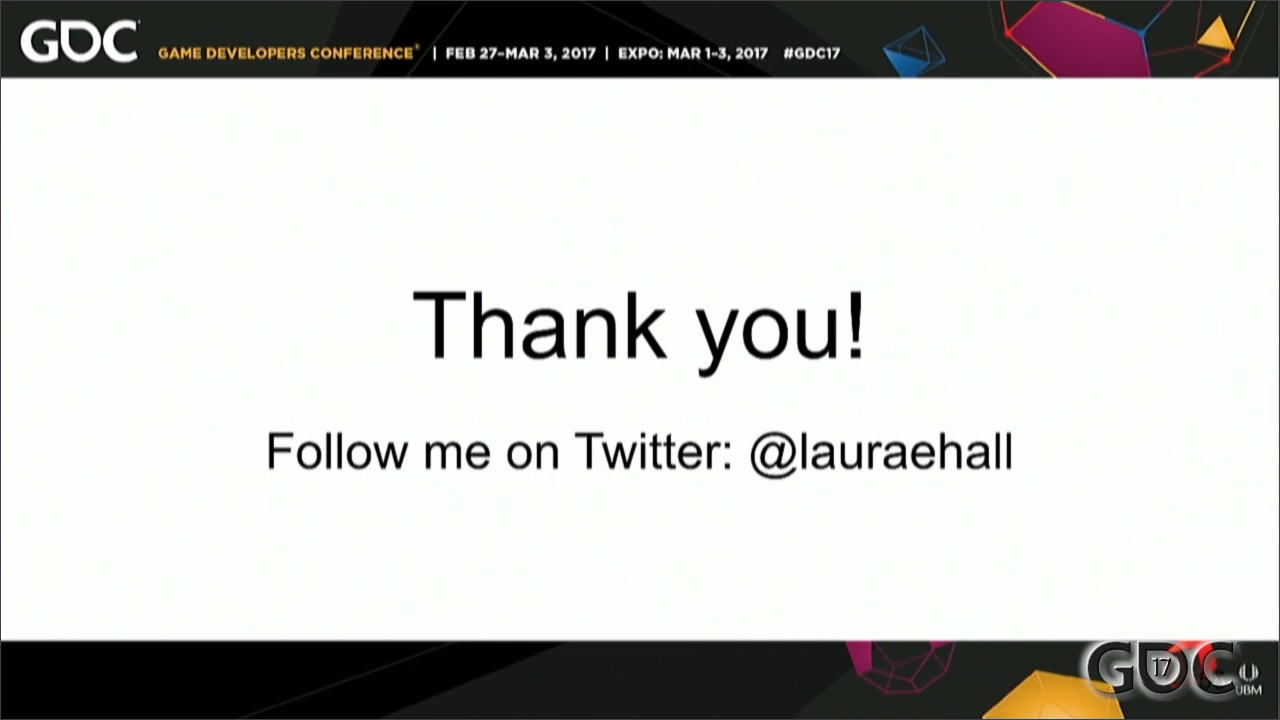 GDC GAME DEVELOPERS CONFERENCE® | FEB 27–MAR 3, 2017 | EXPO: MAR 1–3, 2017 #GDC17
Thank you!
Follow me on Twitter: @lauraehall
GDC 17
UBM